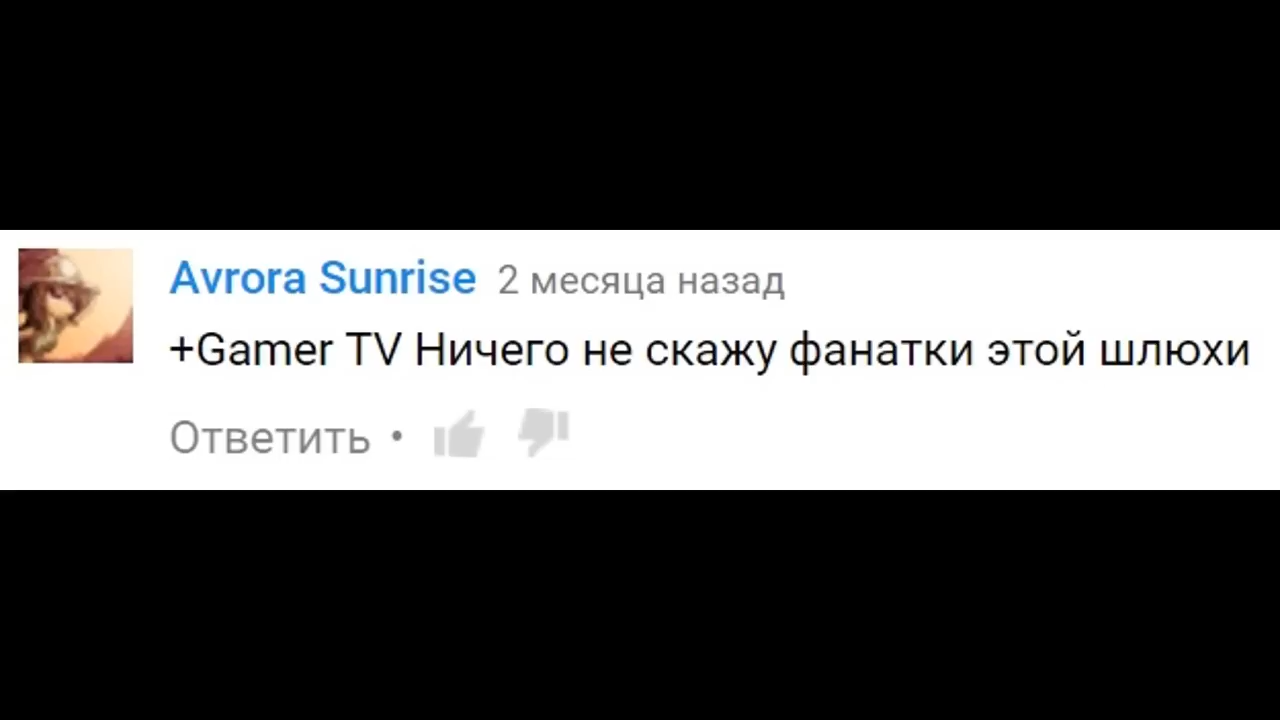 Avrora Sunrise 2 месяца назад
+Gamer TV Ничего не скажу фанатки этой шлюхи
Ответить •